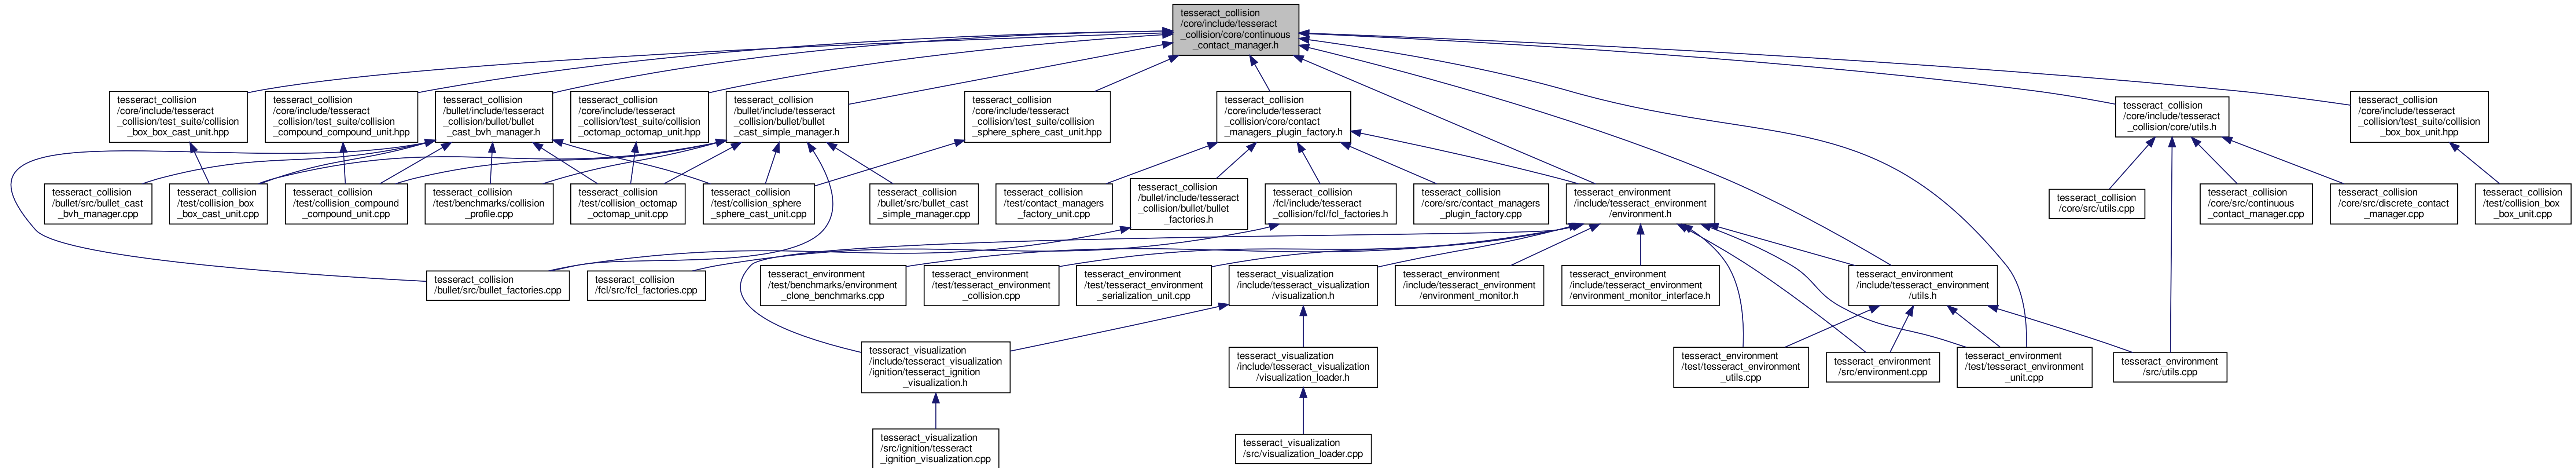 tesseract_collision
/core/include/tesseract
_collision/core/continuous
_contact_manager.h
tesseract_collision
/core/include/tesseract
_collision/test_suite/collision
_box_box_cast_unit.hpp
tesseract_collision
/core/include/tesseract
_collision/test_suite/collision
_compound_compound_unit.hpp
tesseract_collision
/bullet/include/tesseract
_collision/bullet/bullet
_cast_bvh_manager.h
tesseract_collision
/core/include/tesseract
_collision/test_suite/collision
_octomap_octomap_unit.hpp
tesseract_collision
/bullet/include/tesseract
_collision/bullet/bullet
_cast_simple_manager.h
tesseract_collision
/core/include/tesseract
_collision/test_suite/collision
_sphere_sphere_cast_unit.hpp
tesseract_collision
/core/include/tesseract
_collision/core/contact
_managers_plugin_factory.h
tesseract_collision
/core/include/tesseract
_collision/core/utils.h
tesseract_collision
/core/include/tesseract
_collision/test_suite/collision
_box_box_unit.hpp
tesseract_collision
/bullet/src/bullet_cast
_bvh_manager.cpp
tesseract_collision
/test/collision_box
_box_cast_unit.cpp
tesseract_collision
/test/collision_compound
_compound_unit.cpp
tesseract_collision
/test/benchmarks/collision
_profile.cpp
tesseract_collision
/test/collision_octomap
_octomap_unit.cpp
tesseract_collision
/test/collision_sphere
_sphere_cast_unit.cpp
tesseract_collision
/bullet/src/bullet_cast
_simple_manager.cpp
tesseract_collision
/test/contact_managers
_factory_unit.cpp
tesseract_collision
/bullet/include/tesseract
_collision/bullet/bullet
_factories.h
tesseract_collision
/fcl/include/tesseract
_collision/fcl/fcl_factories.h
tesseract_collision
/core/src/contact_managers
_plugin_factory.cpp
tesseract_environment
/include/tesseract_environment
/environment.h
tesseract_collision
/core/src/utils.cpp
tesseract_collision
/core/src/continuous
_contact_manager.cpp
tesseract_collision
/core/src/discrete_contact
_manager.cpp
tesseract_collision
/test/collision_box
_box_unit.cpp
tesseract_collision
/bullet/src/bullet_factories.cpp
tesseract_collision
/fcl/src/fcl_factories.cpp
tesseract_environment
/test/benchmarks/environment
_clone_benchmarks.cpp
tesseract_environment
/test/tesseract_environment
_collision.cpp
tesseract_environment
/test/tesseract_environment
_serialization_unit.cpp
tesseract_visualization
/include/tesseract_visualization
/visualization.h
tesseract_environment
/include/tesseract_environment
/environment_monitor.h
tesseract_environment
/include/tesseract_environment
/environment_monitor_interface.h
tesseract_environment
/include/tesseract_environment
/utils.h
tesseract_visualization
/include/tesseract_visualization
/ignition/tesseract_ignition
_visualization.h
tesseract_visualization
/include/tesseract_visualization
/visualization_loader.h
tesseract_environment
/test/tesseract_environment
_utils.cpp
tesseract_environment
/src/environment.cpp
tesseract_environment
/test/tesseract_environment
_unit.cpp
tesseract_environment
/src/utils.cpp
tesseract_visualization
/src/ignition/tesseract
_ignition_visualization.cpp
tesseract_visualization
/src/visualization_loader.cpp